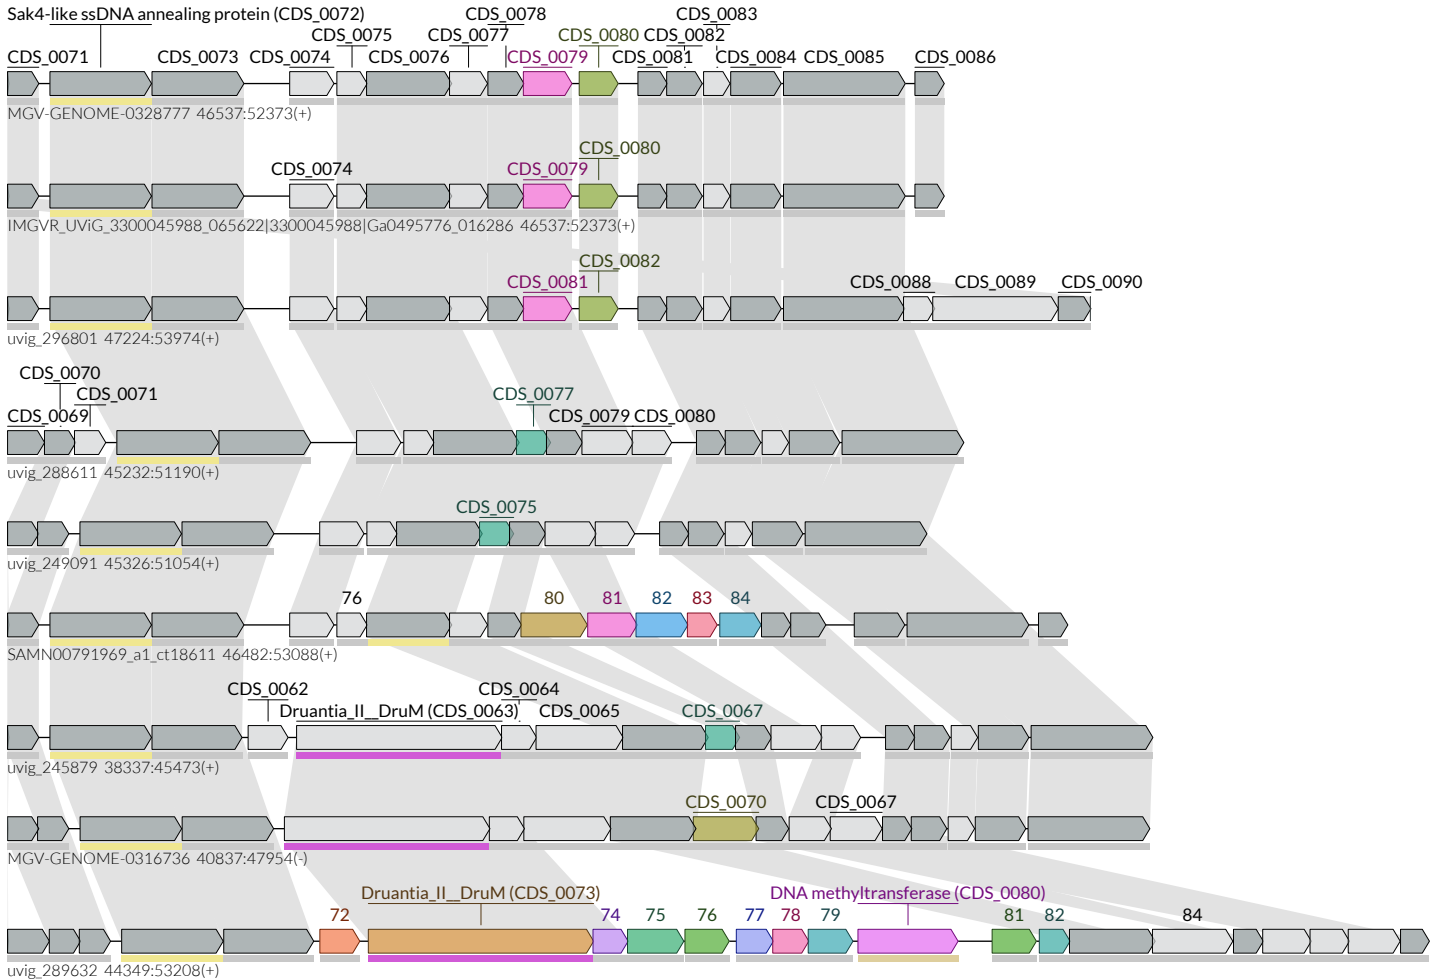 Sak4-like ssDNA annealing protein (CDS_0072) CDS_0078 CDS_0083
CDS_0075 CDS_0077 CDS_0080 CDS_0082
CDS_0071 CDS_0073 CDS_0074 CDS_0076 CDS_0079 CDS_0081 CDS_0084 CDS_0085 CDS_0086
MGV-GENOME-0328777 46537:52373(+)
CDS_0080
CDS_0074 CDS_0079
IMGVR_UViG_3300045988_065622|3300045988|Ga0495776_016286 46537:52373(+)
CDS_0082
CDS_0081 CDS_0088 CDS_0089 CDS_0090
uvig_296801 47224:53974(+)
CDS_0070
CDS_0071 CDS_0077
CDS_0069 CDS_0079 CDS_0080
uvig_288611 45232:51190(+)
CDS_0075
uvig_249091 45326:51054(+)
76 80 81 82 83 84
SAMN00791969_a1_ct18611 46482:53088(+)
CDS_0062 CDS_0064
Druantia_II__DruM (CDS_0063) CDS_0065 CDS_0067
uvig_245879 38337:45473(+)
CDS_0070 CDS_0067
MGV-GENOME-0316736 40837:47954(-)
Druantia_II__DruM (CDS_0073) DNA methyltransferase (CDS_0080)
72 74 75 76 77 78 79 81 82 84
uvig_289632 44349:53208(+)